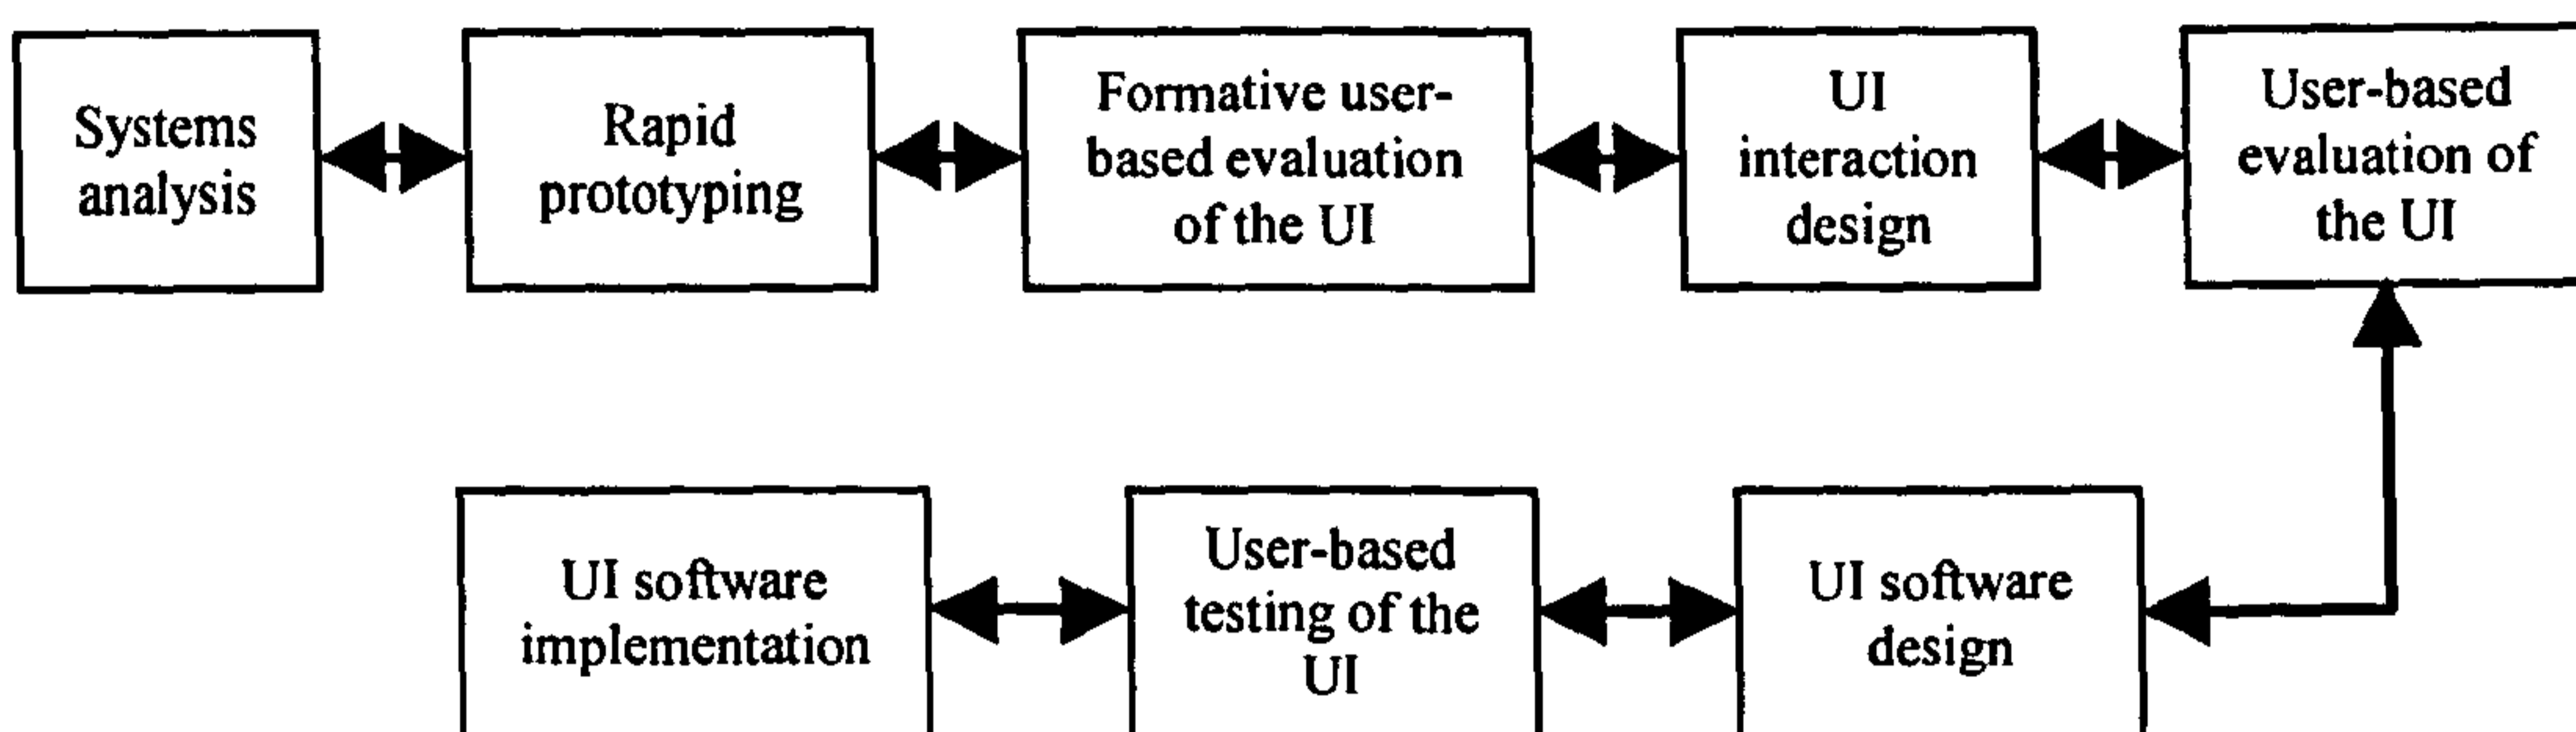 Systems
analysis
Rapid
prototyping
Formative user-
based evaluation
of the UI
UI
interaction
design
User-based
evaluation of
the UI
UI software
implementation
User-based
testing of the
UI
UI software
design